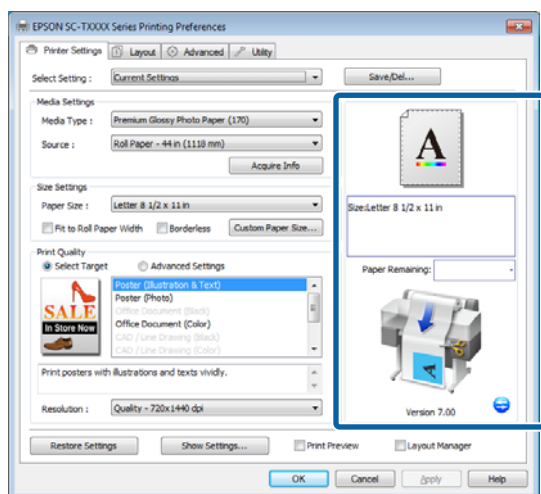 EPSON SC-TXXXX Series Printing Preferences
Printer Settings Layout Advanced Utility
Select Setting : Current Settings Save/Del...
Media Settings
Media Type : Premium Glossy Photo Paper (170)
Source : Roll Paper - 44 in (1118 mm)
Acquire Info
Size Settings
Paper Size : Letter 8 1/2 x 11 in
Fit to Roll Paper Width Borderless Custom Paper Size...
Print Quality
Select Target Advanced Settings
SALE
In Store Now
Poster (Illustration & Text)
Poster (Photo)
Office Document (Black)
Office Document (Color)
CAD / Line Drawing (Black)
CAD / Line Drawing (Color)
Print posters with illustrations and texts vividly.
Resolution : Quality - 720x1440 dpi
A
Size:Letter 8 1/2 x 11 in
Paper Remaining: -
A
Version 7.00
Restore Settings Show Settings... Print Preview Layout Manager
OK Cancel Apply Help